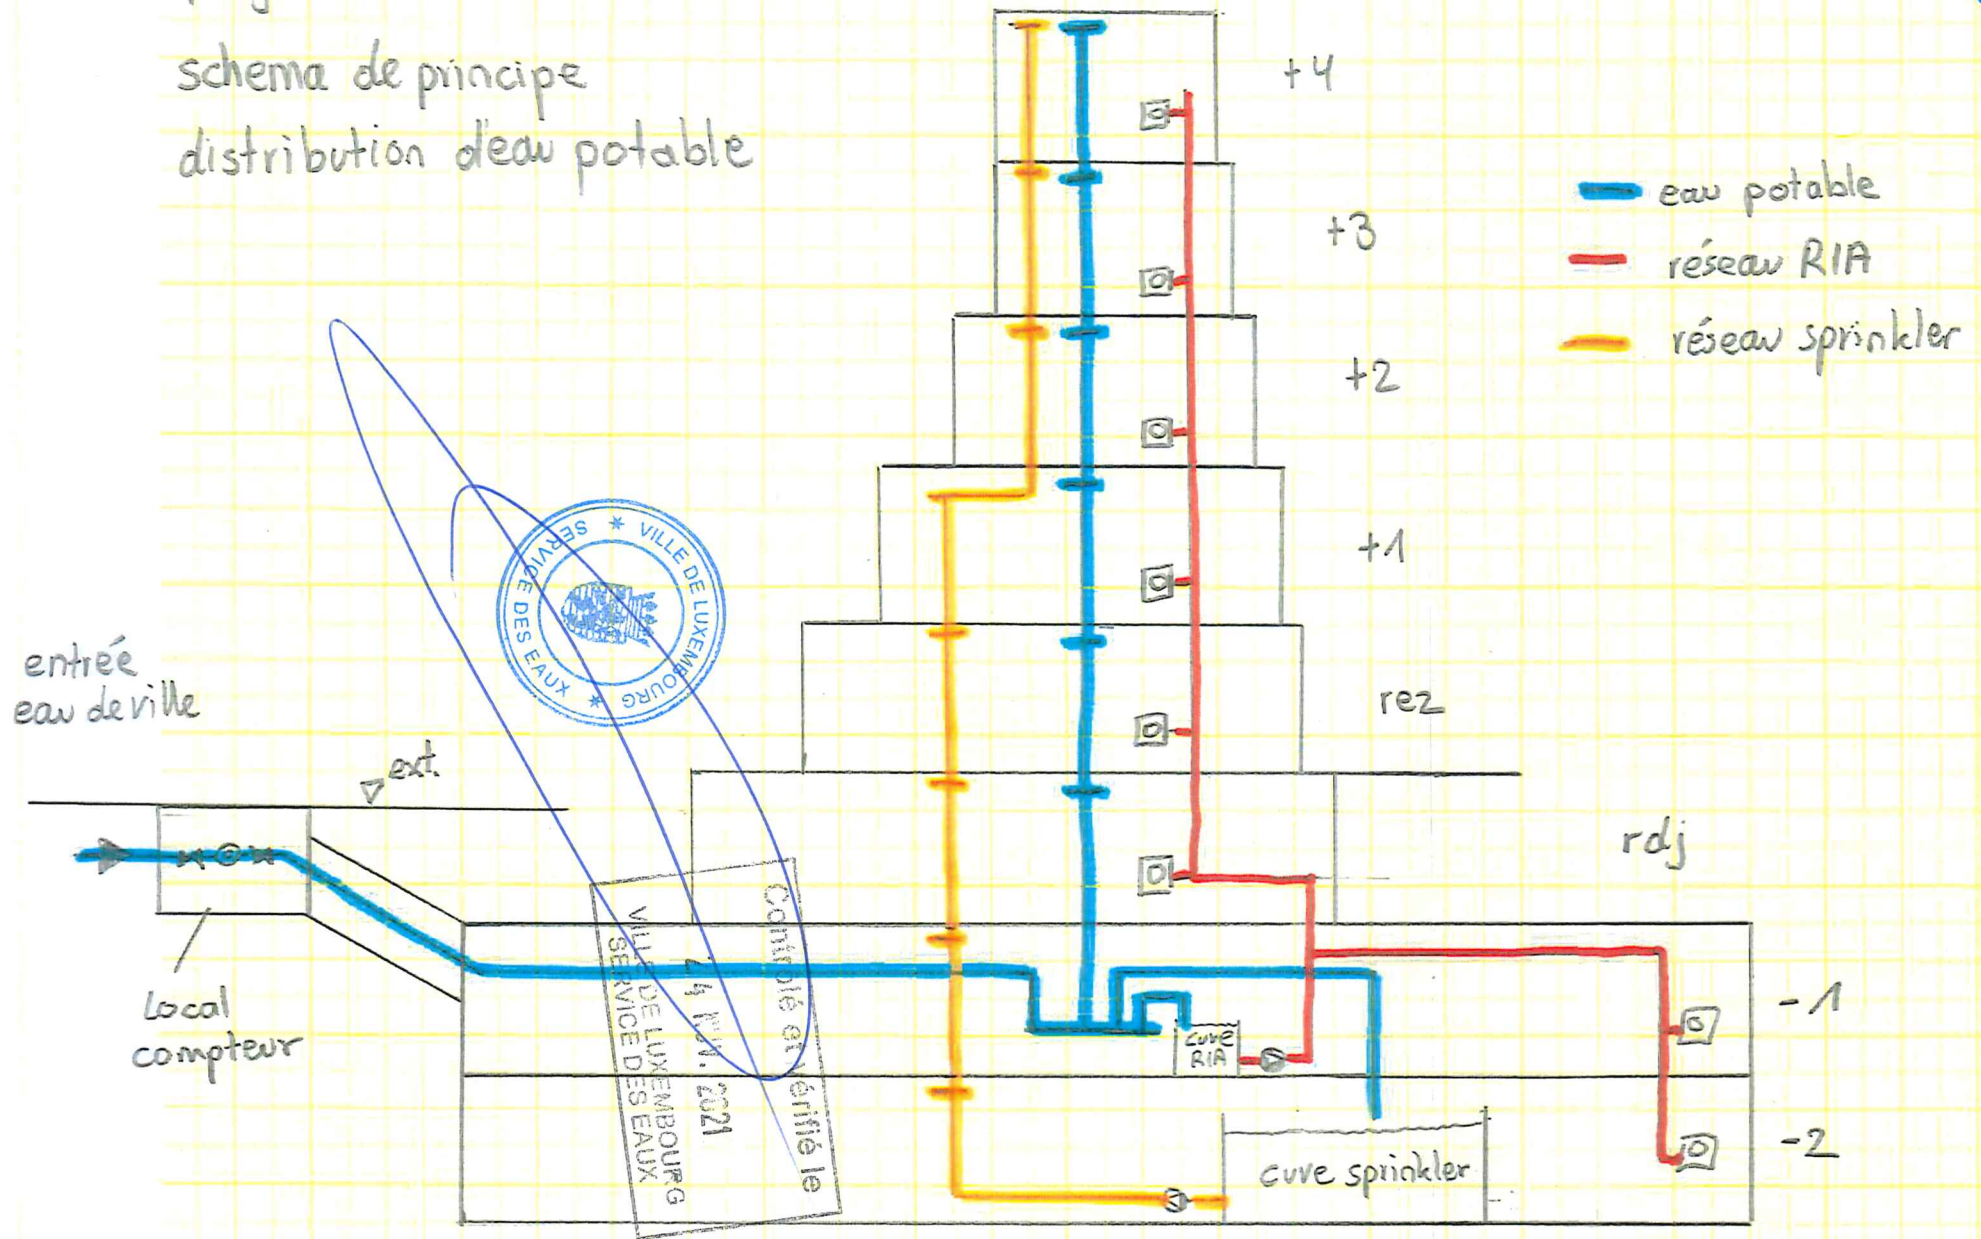 schema de principe
distribution d'eau potable
+4
+3
+2
+1
rez
rdj
-1
-2
eau potable
réseau RIA
réseau sprinkler
entrée
eau de ville
ext.
Local
compteur
VILLE DE LUXEMBOURG
SERVICE DES EAUX
Contrôlé et vérifié le
2021
VILLE DE LUXEMBOURG
SERVICE DES EAUX
cuve
RIA
cuve sprinkler